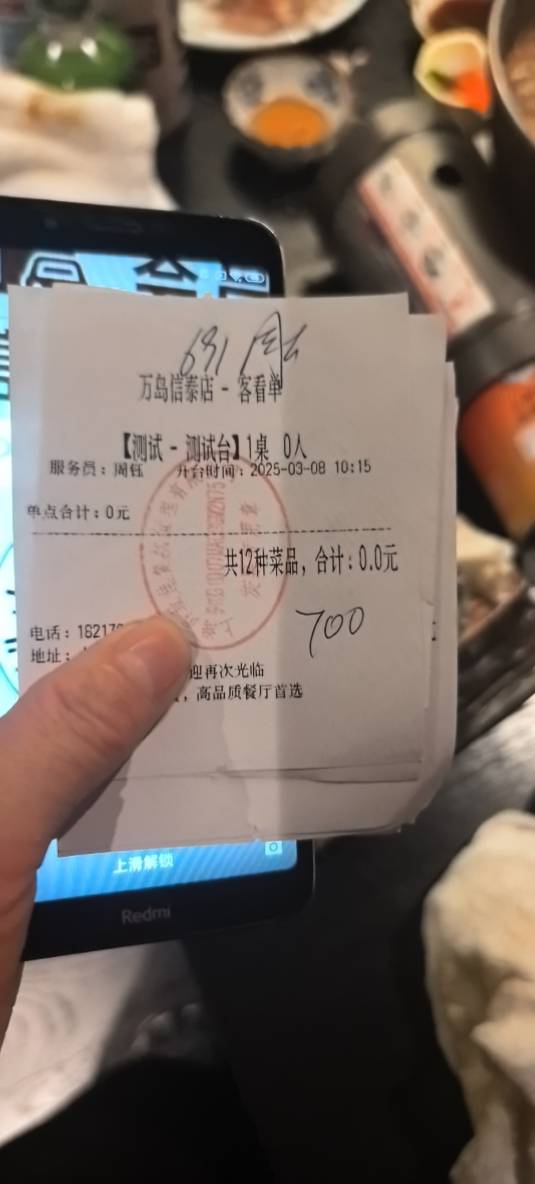 691
万岛信泰店 - 客看单
【测试 - 测试台】1桌 0人
服务员：周钰 开台时间：2025-03-08 10:15
单点合计：0元
共12种菜品，合计：0.0元
700
电话：16217
地址：
迎再次光临
，高品质餐厅首选
上滑解锁
Redmi